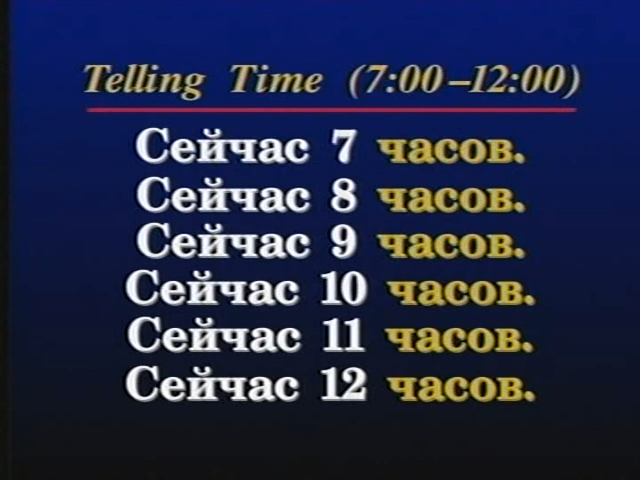 Telling Time (7:00–12:00)
Сейчас 7 часов.
Сейчас 8 часов.
Сейчас 9 часов.
Сейчас 10 часов.
Сейчас 11 часов.
Сейчас 12 часов.